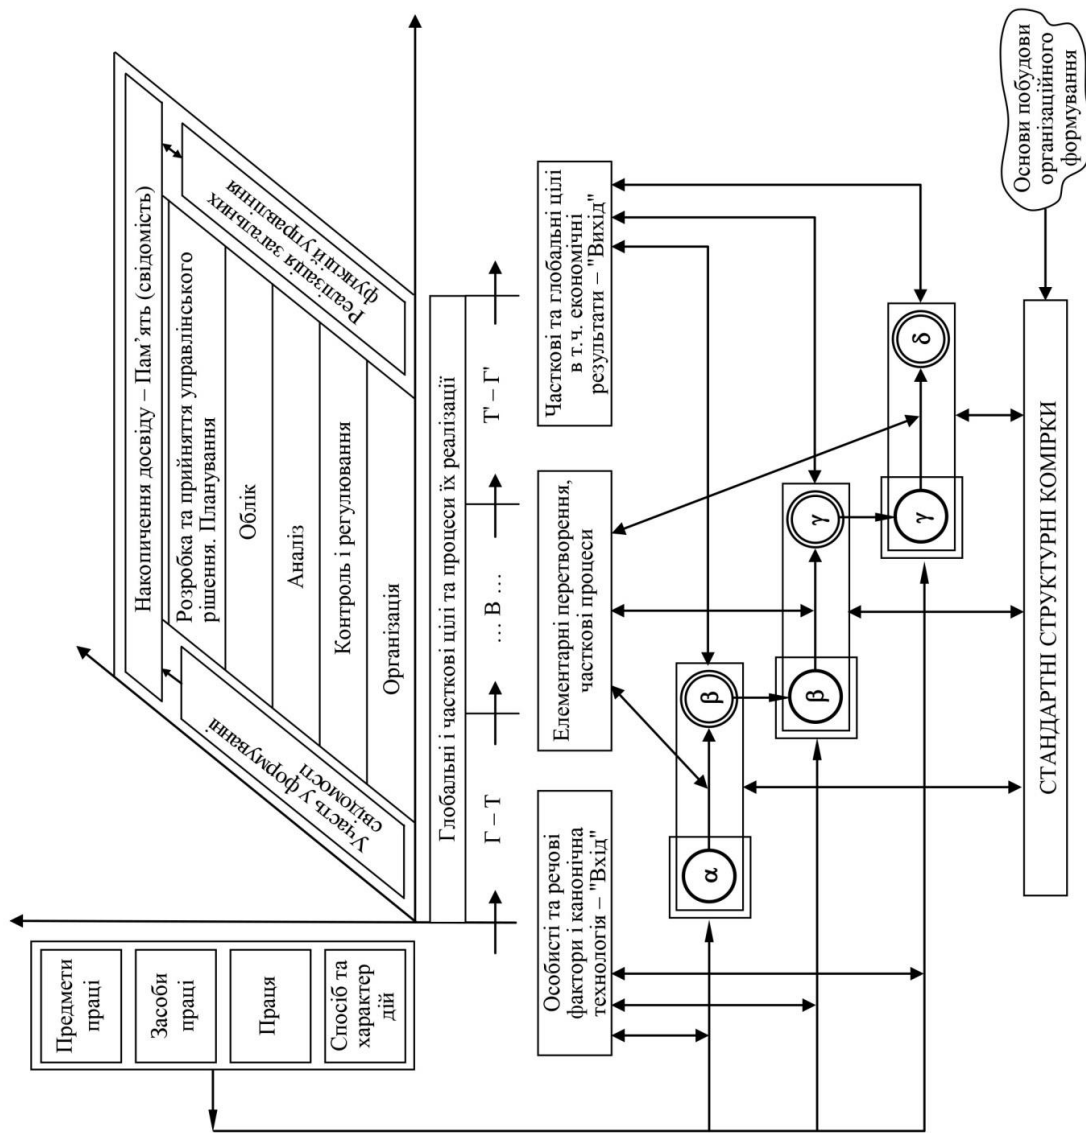 Предмети
праці
Засоби
праці
Праця
Спосіб та
характер
дій
Накопичення досвіду – Пам’ять (свідомість)
Розробка та прийняття управлінського
рішення. Планування
Облік
Аналіз
Контроль і регулювання
Організація
Участь у формуванні
свідомості
Реалізація загальних
функцій управління
Глобальні і часткові цілі та процеси їх реалізації
Г – Т
… В …
Т' – Г'
Особисті та речові
фактори і канонічна
технологія – "Вхід"
Елементарні перетворення,
часткові процеси
Часткові та глобальні цілі
в т.ч. економічні
результати – "Вихід"
α
β
β
γ
γ
δ
СТАНДАРТНІ СТРУКТУРНІ КОМІРКИ
Основи побудови
організаційного
формування